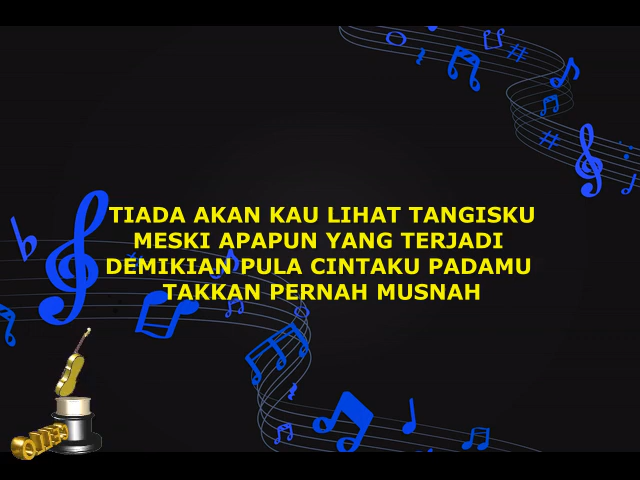 TIADA AKAN KAU LIHAT TANGISKU
MESKI APAPUN YANG TERJADI
DEMIKIAN PULA CINTAKU PADAMU
TAKKAN PERNAH MUSNAH